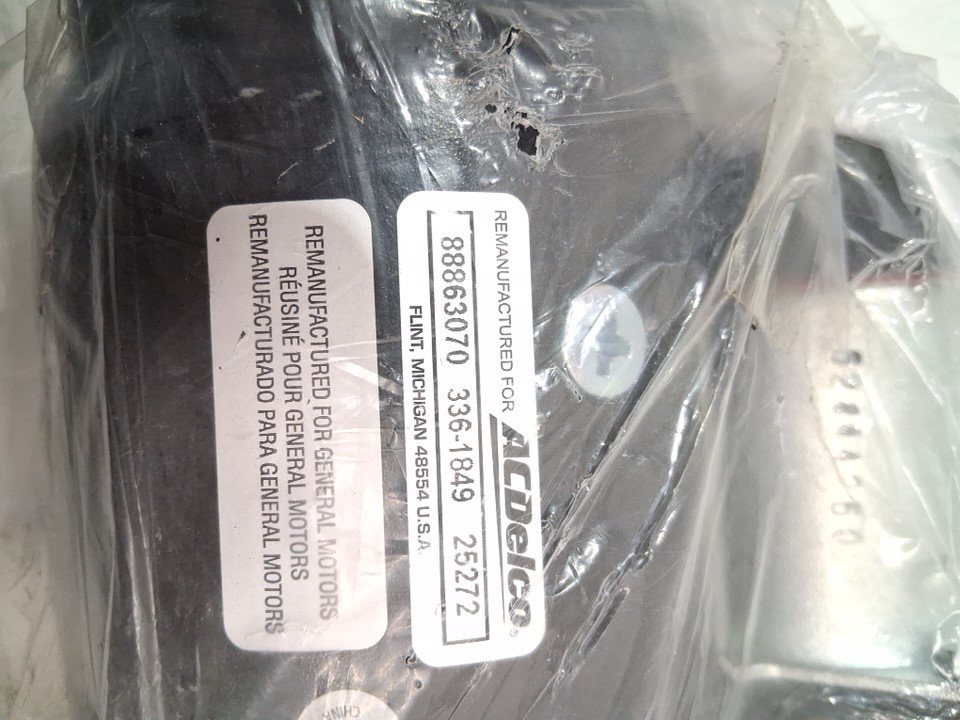 REMANUFACTURED FOR ACDelco®
88863070 336-1849 25272
FLINT, MICHIGAN 48554 U.S.A.
REMANUFACTURED FOR GENERAL MOTORS
RÉUSINÉ POUR GENERAL MOTORS
REMANUFACTURADO PARA GENERAL MOTORS